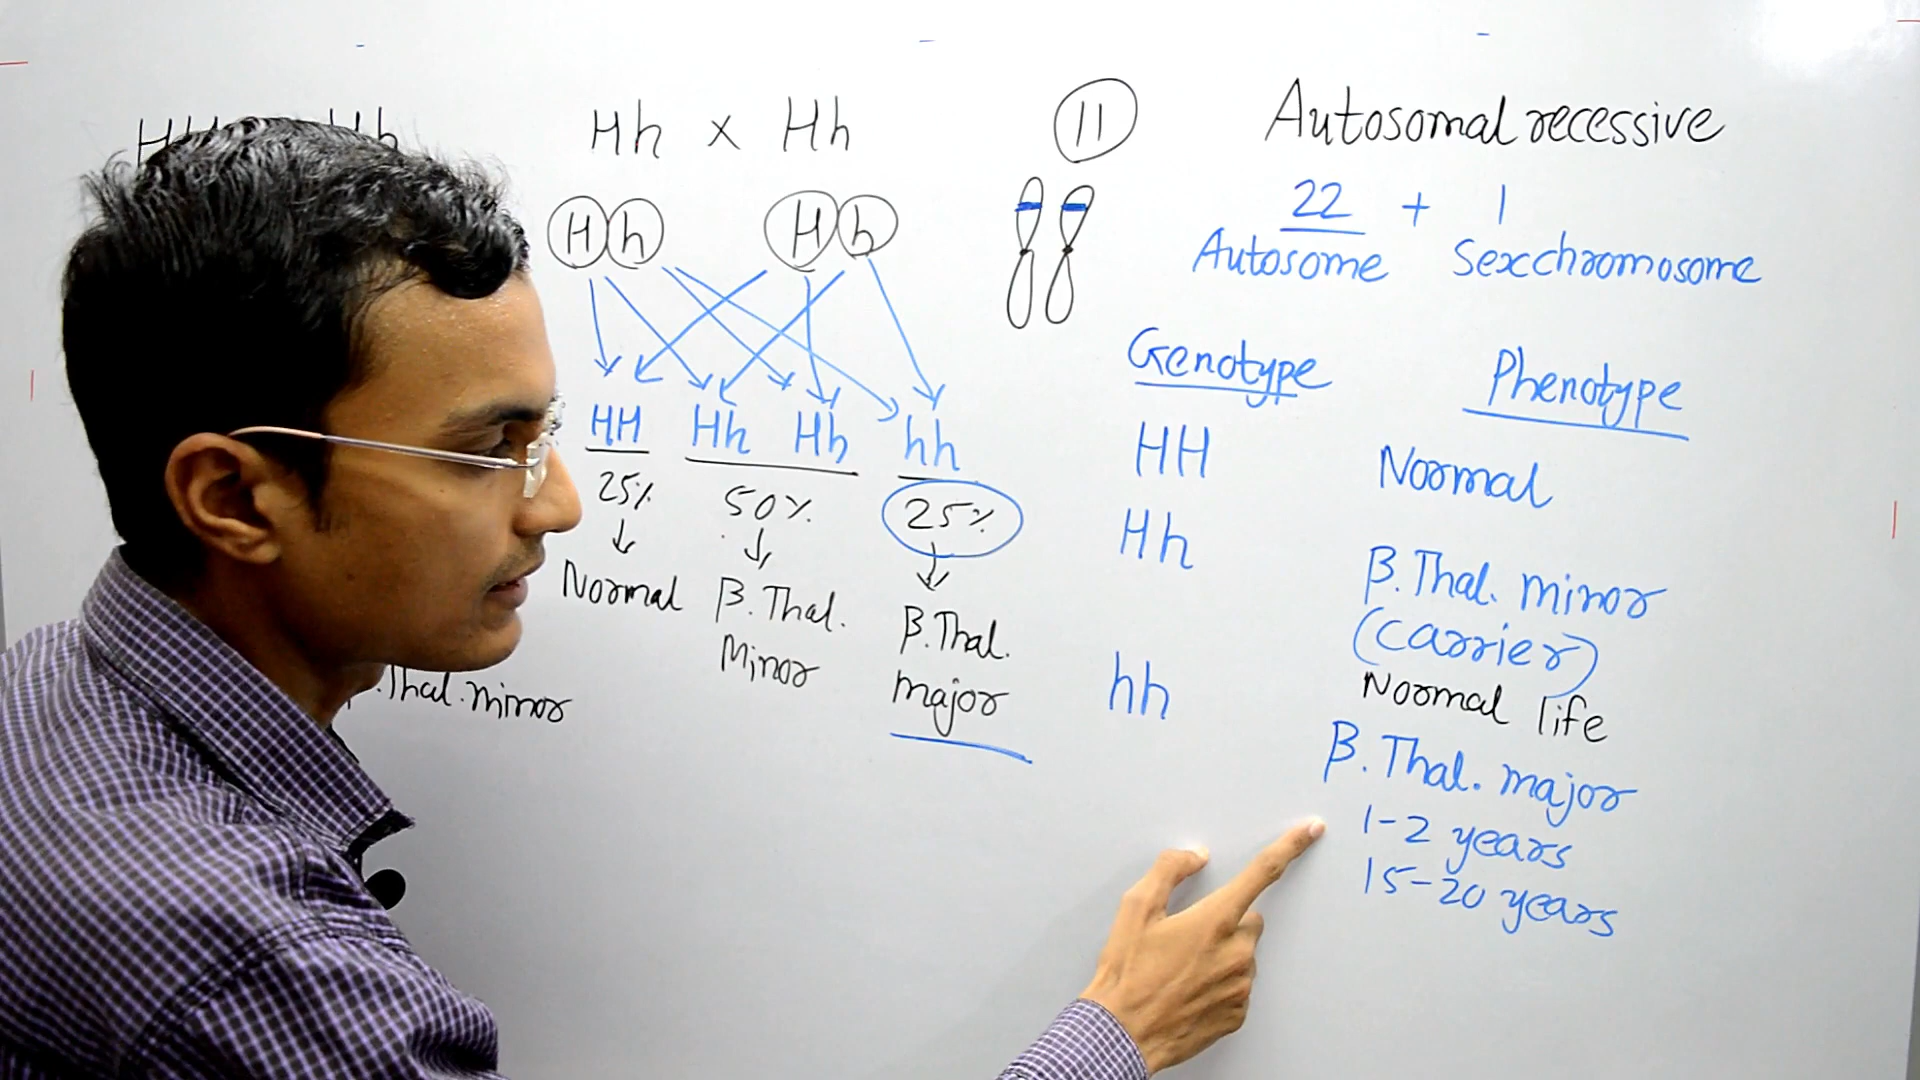 Hh
Hh x Hh
H h H h
HH Hh Hh hh
25% 50% 25%
Normal β.Thal. Minor β.Thal. major
.Thal.minor
11
Autosomal recessive
22 + 1
Autosome Sexchromosome
Genotype Phenotype
HH Normal
Hh β.Thal. minor
(carrier)
Normal life
hh β.Thal. major
1-2 years
15-20 years